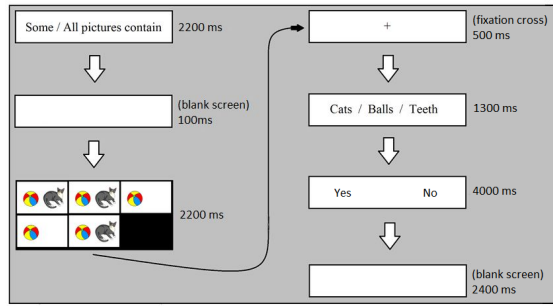 Some / All pictures contain
2200 ms
(blank screen)
100ms
2200 ms
+
(fixation cross)
500 ms
Cats / Balls / Teeth
1300 ms
Yes No
4000 ms
(blank screen)
2400 ms